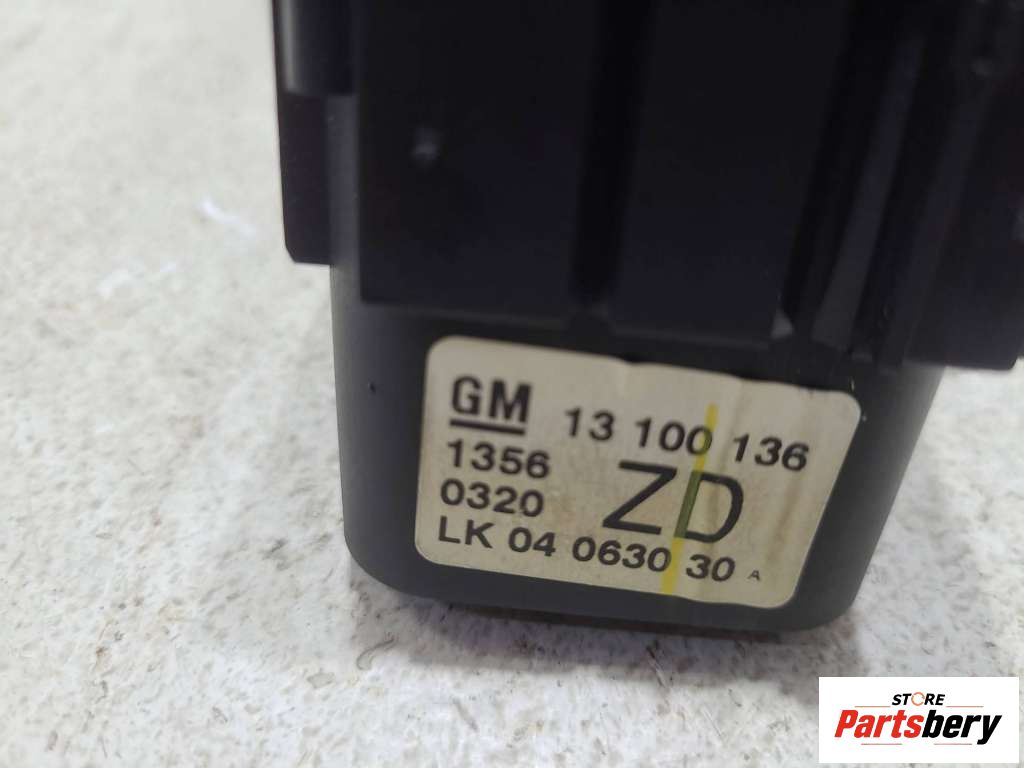 GM 13 100 136
1356
0320 ZD
LK 04 0630 30 A
STORE
Partsbery